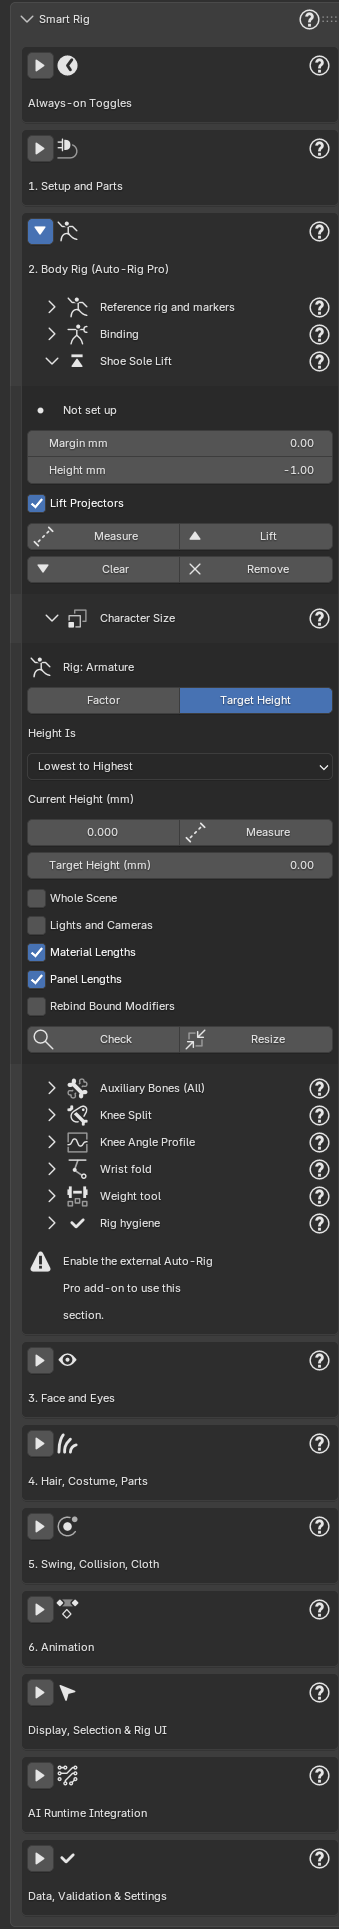 Smart Rig
Always-on Toggles
1. Setup and Parts
2. Body Rig (Auto-Rig Pro)
Reference rig and markers
Binding
Shoe Sole Lift
Not set up
Margin mm 0.00
Height mm -1.00
Lift Projectors
Measure Lift
Clear Remove
Character Size
Rig: Armature
Factor Target Height
Height Is
Lowest to Highest
Current Height (mm)
0.000 Measure
Target Height (mm) 0.00
Whole Scene
Lights and Cameras
Material Lengths
Panel Lengths
Rebind Bound Modifiers
Check Resize
Auxiliary Bones (All)
Knee Split
Knee Angle Profile
Wrist fold
Weight tool
Rig hygiene
Enable the external Auto-Rig
Pro add-on to use this
section.
3. Face and Eyes
4. Hair, Costume, Parts
5. Swing, Collision, Cloth
6. Animation
Display, Selection & Rig UI
AI Runtime Integration
Data, Validation & Settings